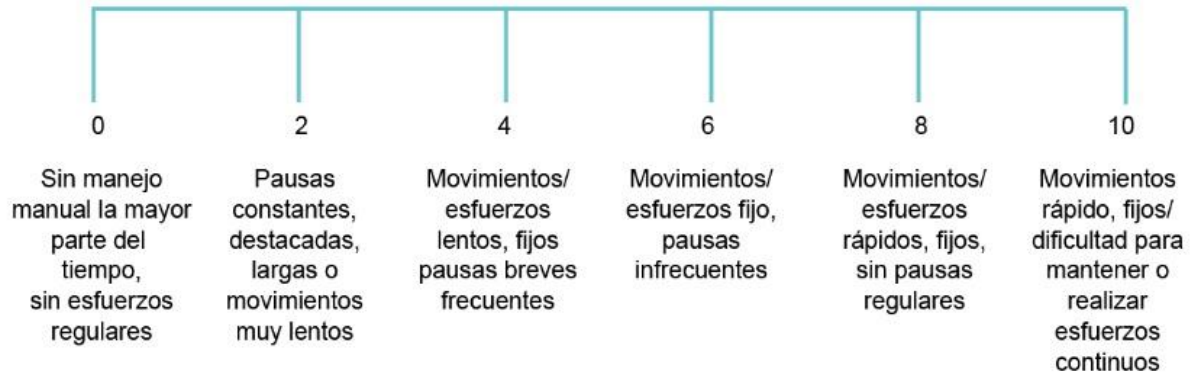 0
Sin manejo
manual la mayor
parte del
tiempo,
sin esfuerzos
regulares
2
Pausas
constantes,
destacadas,
largas o
movimientos
muy lentos
4
Movimientos/
esfuerzos
lentos, fijos
pausas breves
frecuentes
6
Movimientos/
esfuerzos fijo,
pausas
infrecuentes
8
Movimientos/
esfuerzos
rápidos, fijos,
sin pausas
regulares
10
Movimientos
rápido, fijos/
dificultad para
mantener o
realizar
esfuerzos
continuos